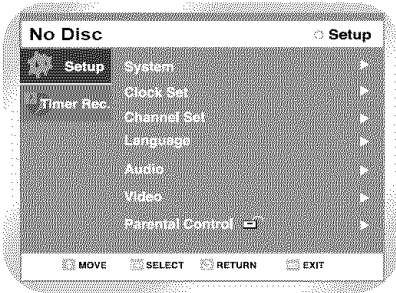 No Disc
Setup
Setup
System
Timer Rec.
Clock Set
Channel Set
Language
Audio
Video
Parental Control
MOVE SELECT RETURN EXIT